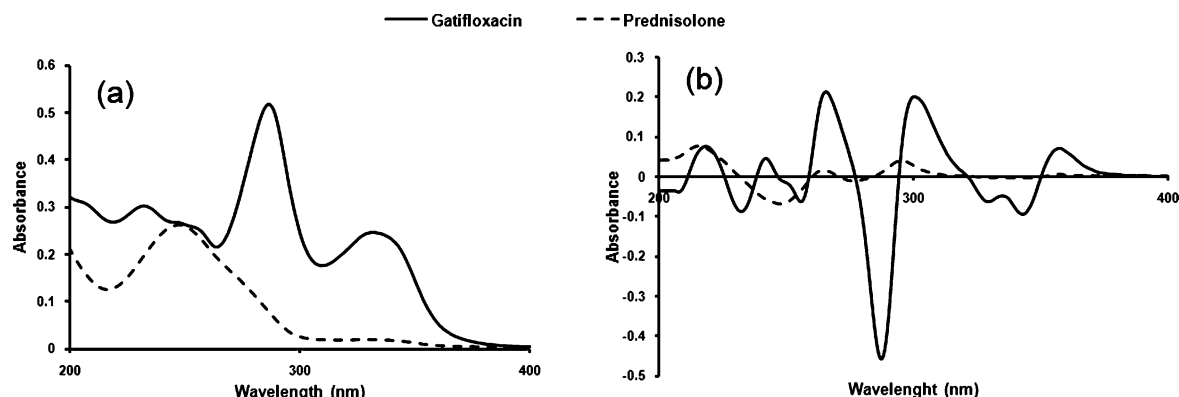 Gatifloxacin Prednisolone
(a)
Absorbance
0.6
0.5
0.4
0.3
0.2
0.1
0
200 300 400
Wavelength (nm)
(b)
Absorbance
0.3
0.2
0.1
0
-0.1
-0.2
-0.3
-0.4
-0.5
200 300 400
Wavelenght (nm)